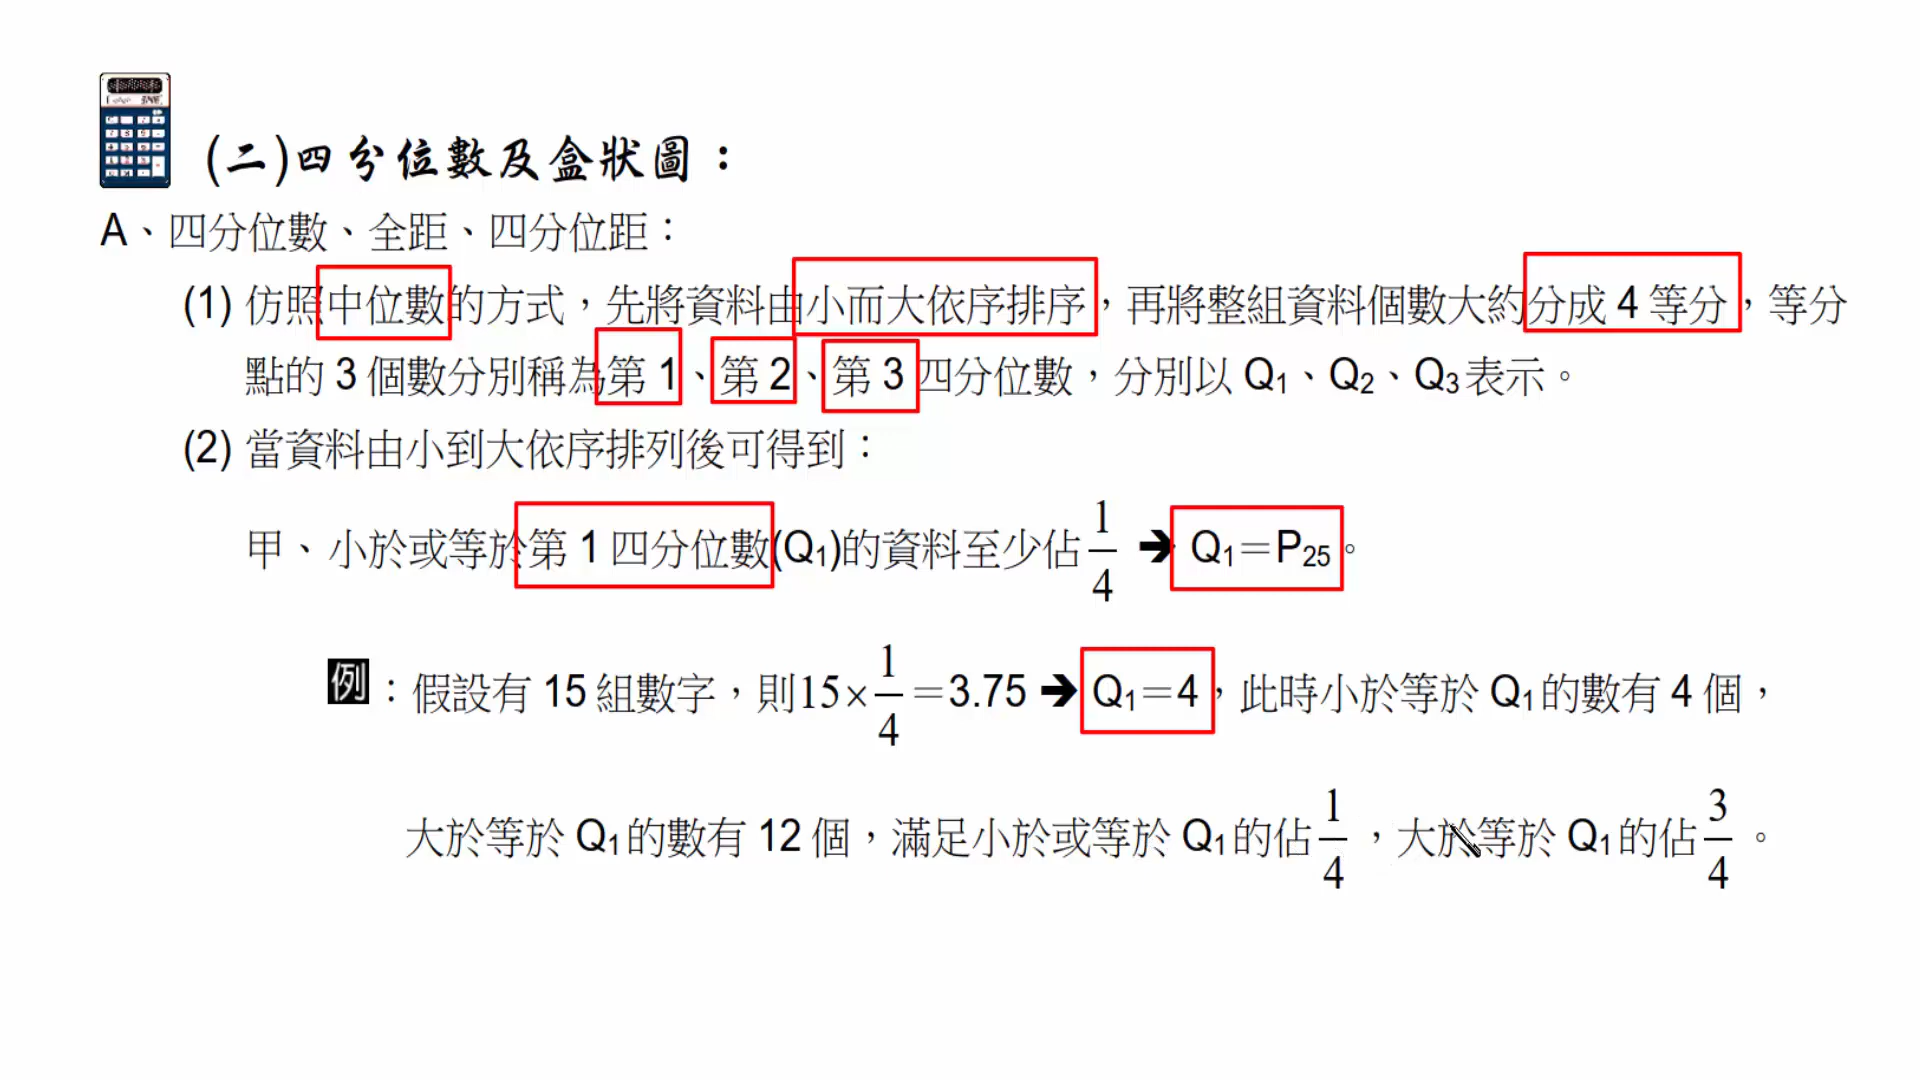 (二)四分位數及盒狀圖：
A、四分位數、全距、四分位距：
(1) 仿照中位數的方式，先將資料由小而大依序排序，再將整組資料個數大約分成 4 等分，等分
點的 3 個數分別稱為第 1、第 2、第 3 四分位數，分別以 Q₁、Q₂、Q₃表示。
(2) 當資料由小到大依序排列後可得到：
甲、小於或等於第 1 四分位數(Q₁)的資料至少佔 1/4 ➔ Q₁＝P₂₅。
例：假設有 15 組數字，則15×1/4＝3.75 ➔ Q₁＝4，此時小於等於 Q₁的數有 4 個，
大於等於 Q₁的數有 12 個，滿足小於或等於 Q₁的佔 1/4，大於等於 Q₁的佔 3/4。